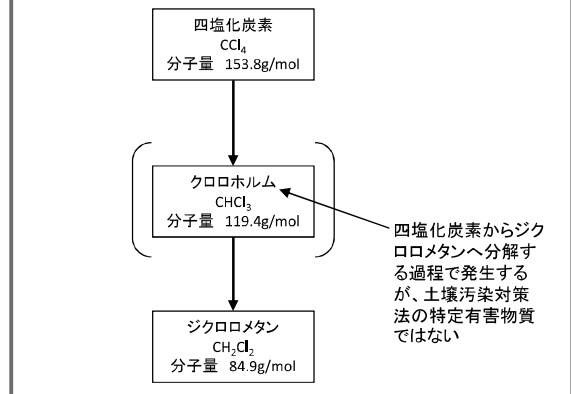 四塩化炭素
CCl₄
分子量 153.8g/mol
クロロホルム
CHCl₃
分子量 119.4g/mol
四塩化炭素からジク
ロロメタンへ分解す
る過程で発生する
が、土壌汚染対策
法の特定有害物質
ではない
ジクロロメタン
CH₂Cl₂
分子量 84.9g/mol